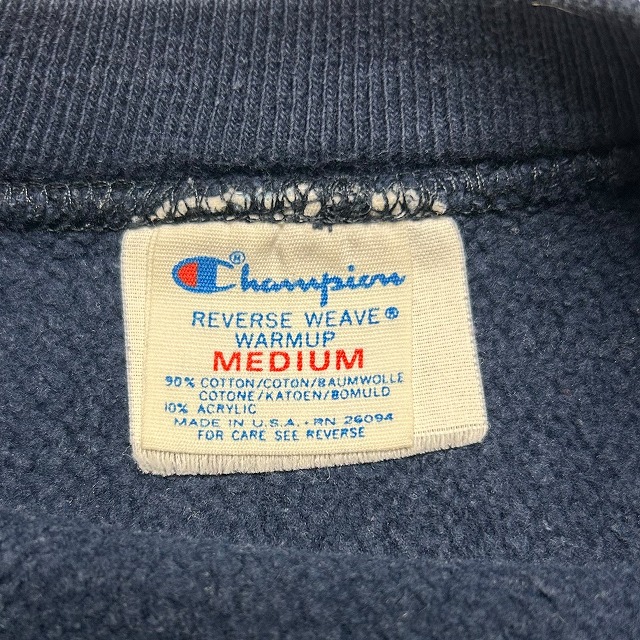 ®
Champion
REVERSE WEAVE®
WARMUP
MEDIUM
90% COTTON/COTON/BAUMWOLLE
COTONE/KATOEN/BOMULD
10% ACRYLIC
MADE IN U.S.A. • RN 26094
FOR CARE SEE REVERSE